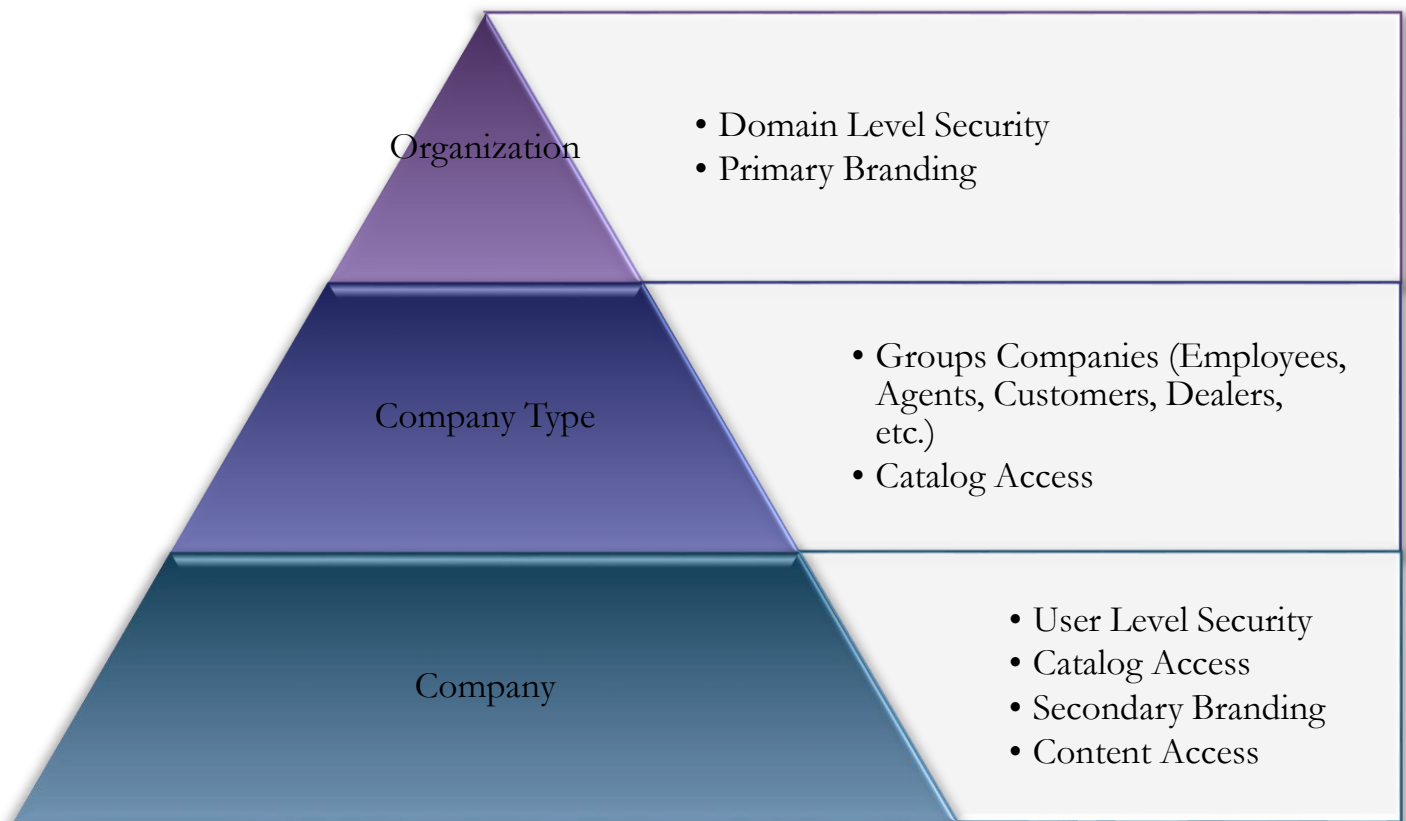 Organization
• Domain Level Security
• Primary Branding
Company Type
• Groups Companies (Employees,
Agents, Customers, Dealers,
etc.)
• Catalog Access
Company
• User Level Security
• Catalog Access
• Secondary Branding
• Content Access